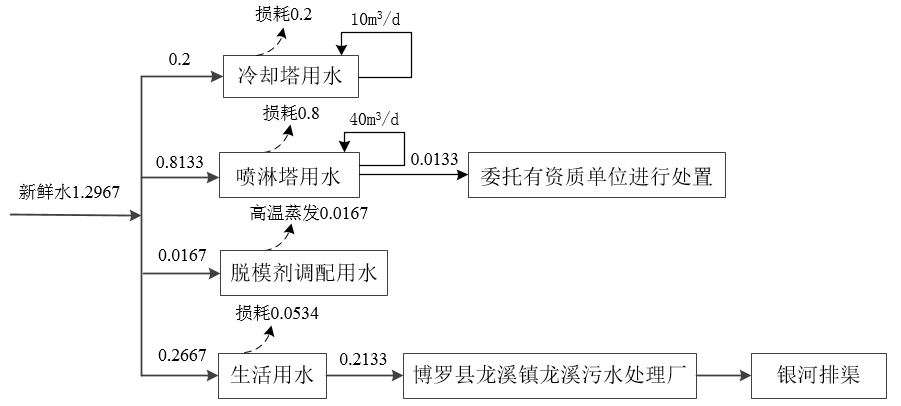 损耗0.2
10m³/d
0.2
冷却塔用水
损耗0.8
40m³/d
0.8133
喷淋塔用水
0.0133
委托有资质单位进行处置
新鲜水1.2967
高温蒸发0.0167
0.0167
脱模剂调配用水
损耗0.0534
0.2667
生活用水
0.2133
博罗县龙溪镇龙溪污水处理厂
银河排渠